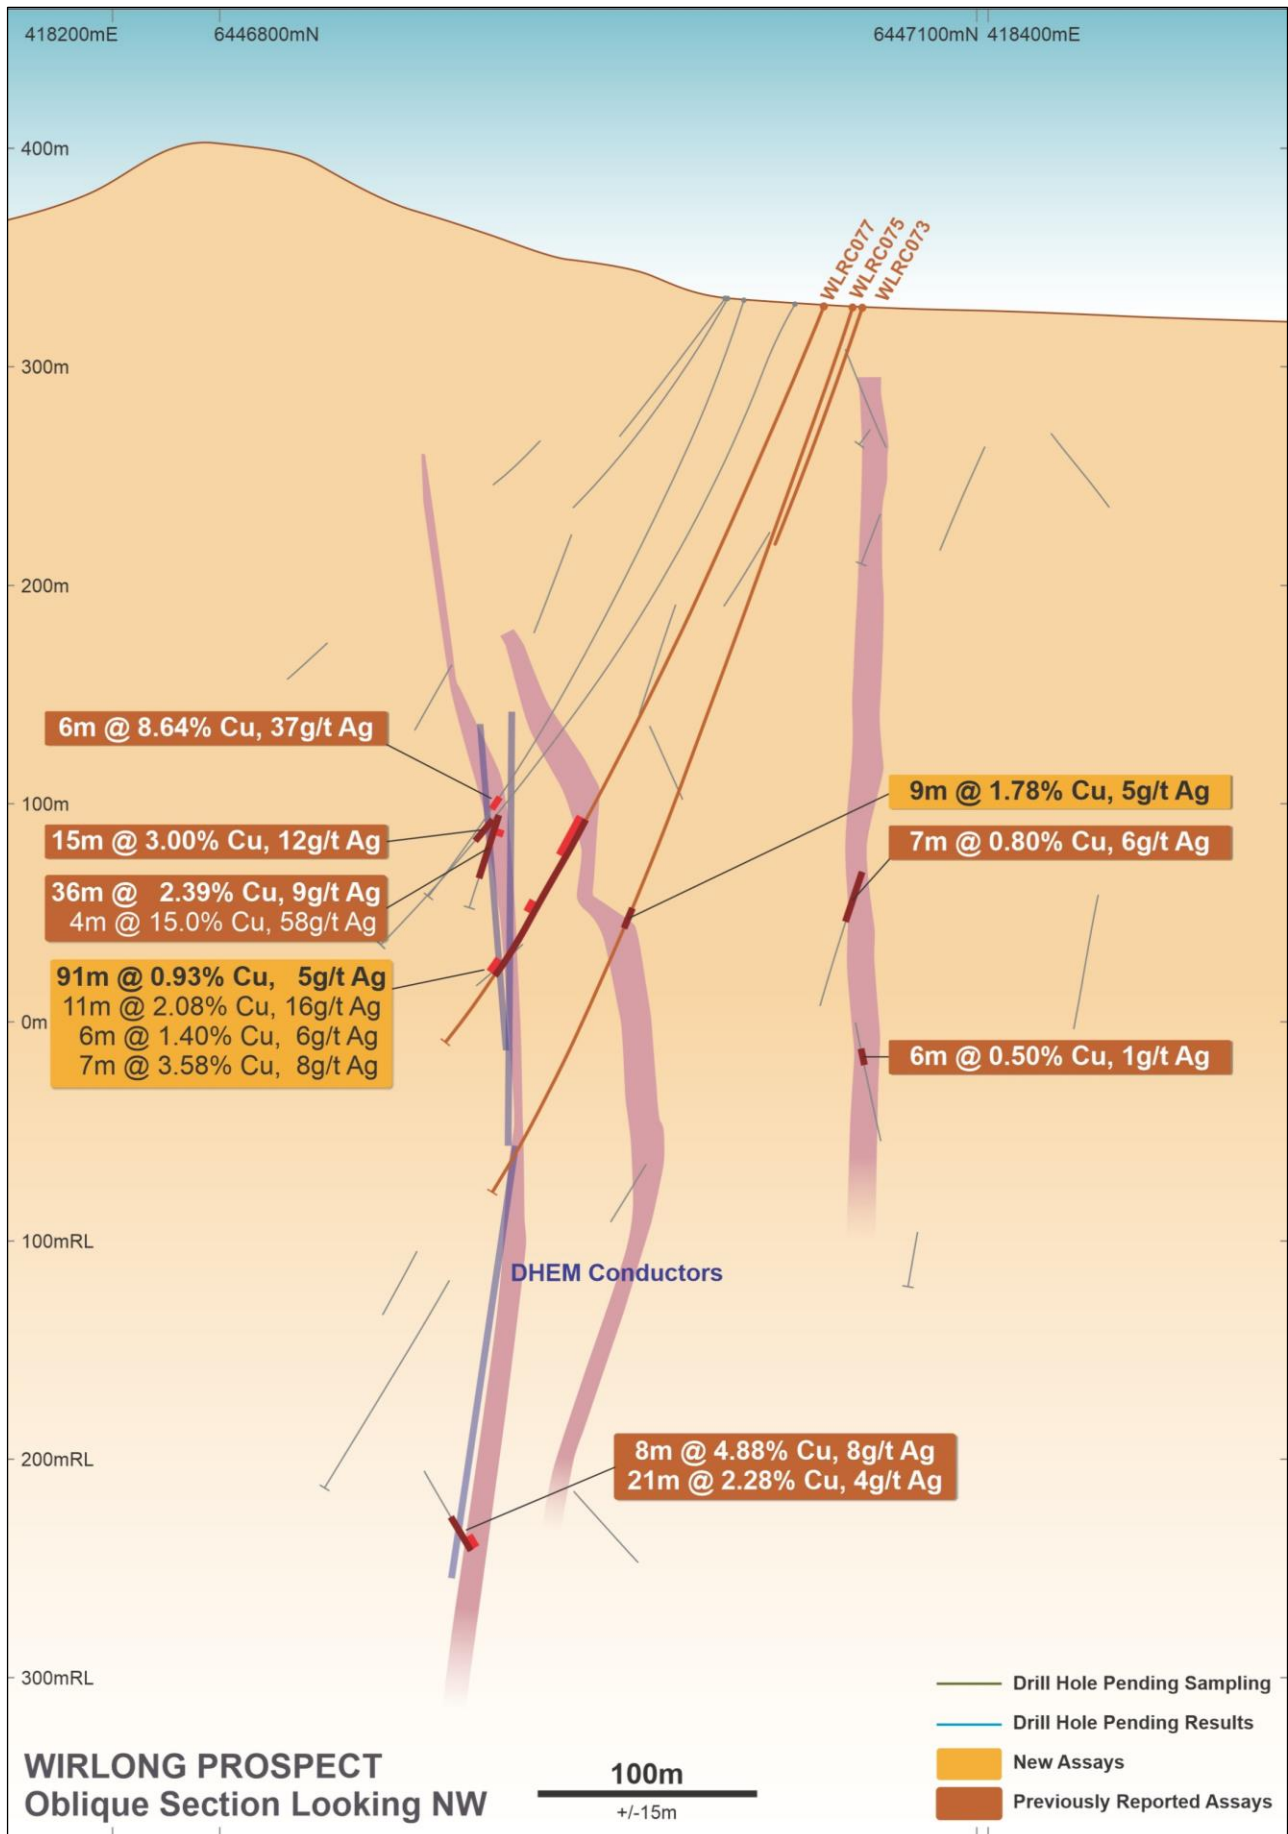 418200mE
6446800mN
6447100mN
418400mE
400m
WLRC077
WLRC075
WLRC073
300m
200m
6m @ 8.64% Cu, 37g/t Ag
100m
9m @ 1.78% Cu, 5g/t Ag
15m @ 3.00% Cu, 12g/t Ag
7m @ 0.80% Cu, 6g/t Ag
36m @ 2.39% Cu, 9g/t Ag
4m @ 15.0% Cu, 58g/t Ag
91m @ 0.93% Cu, 5g/t Ag
11m @ 2.08% Cu, 16g/t Ag
6m @ 1.40% Cu, 6g/t Ag
7m @ 3.58% Cu, 8g/t Ag
0m
6m @ 0.50% Cu, 1g/t Ag
100mRL
DHEM Conductors
200mRL
8m @ 4.88% Cu, 8g/t Ag
21m @ 2.28% Cu, 4g/t Ag
300mRL
Drill Hole Pending Sampling
Drill Hole Pending Results
New Assays
Previously Reported Assays
WIRLONG PROSPECT
Oblique Section Looking NW
100m
+/-15m